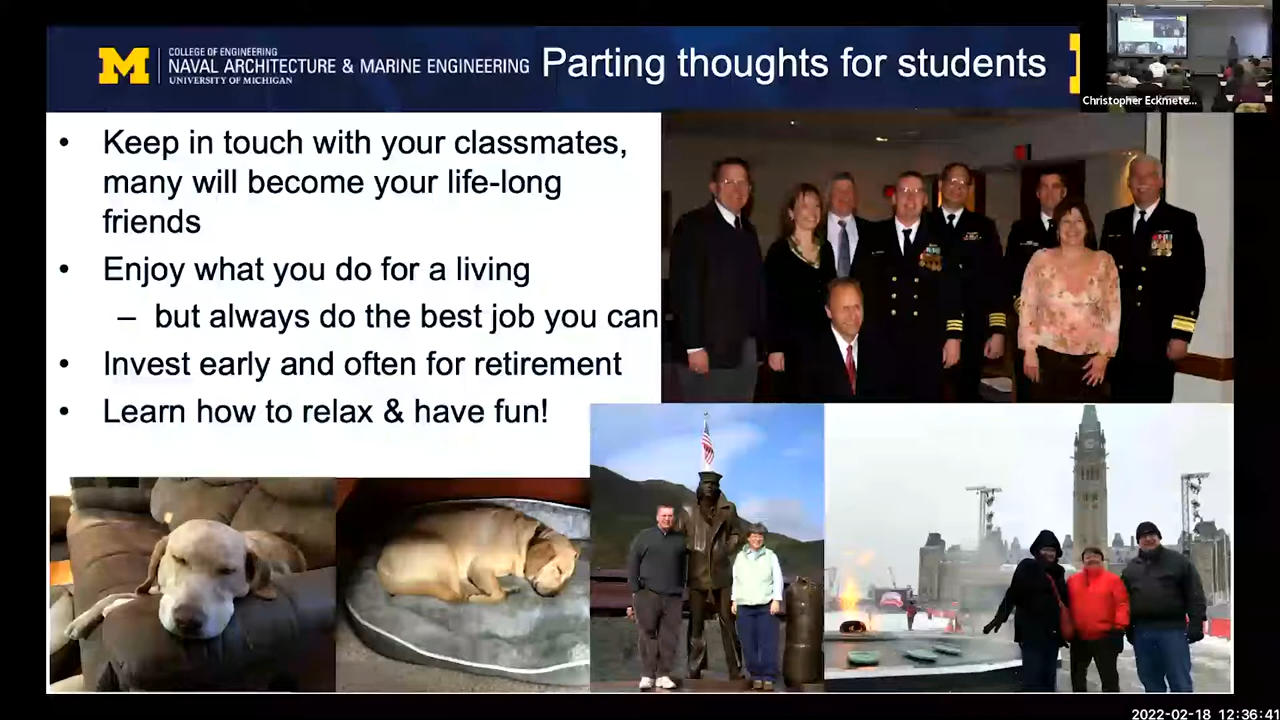 COLLEGE OF ENGINEERING
NAVAL ARCHITECTURE & MARINE ENGINEERING
UNIVERSITY OF MICHIGAN
Parting thoughts for students
Christopher Eckmete...
• Keep in touch with your classmates,
many will become your life-long
friends
• Enjoy what you do for a living
– but always do the best job you can
• Invest early and often for retirement
• Learn how to relax & have fun!
2022-02-18 12:36:41